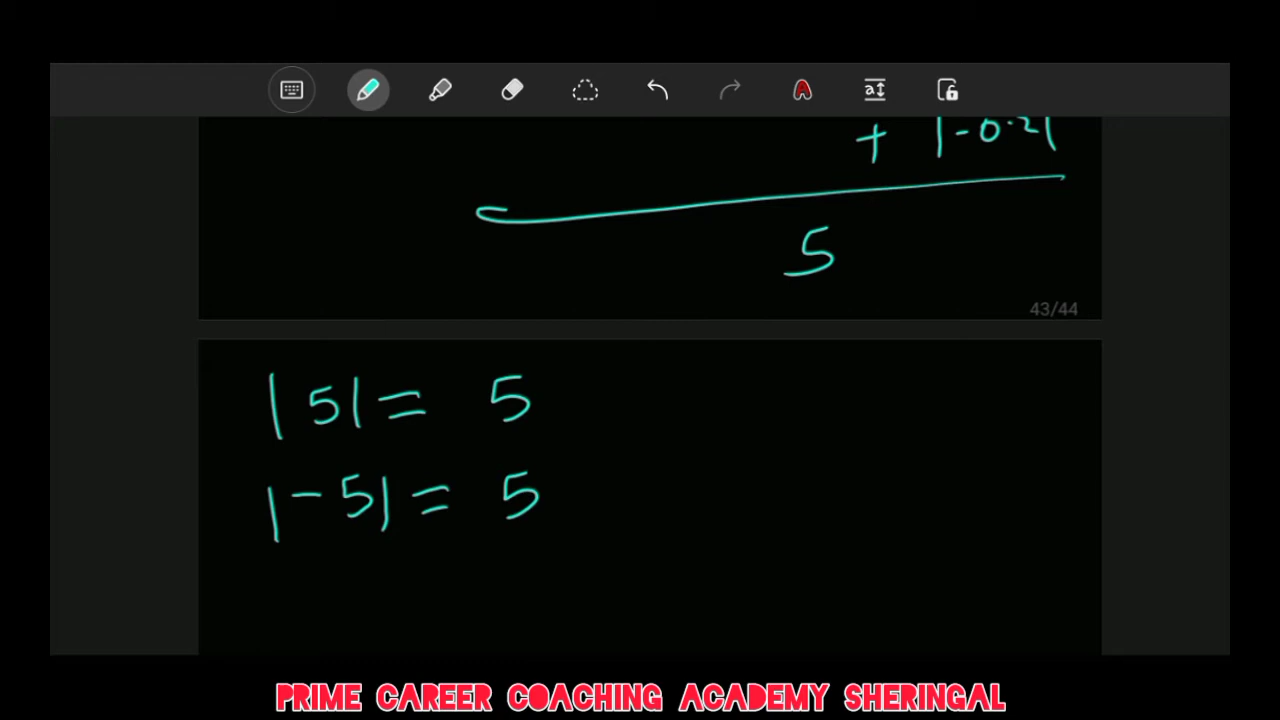 + |-0.2|
5
43/44
|5| = 5
|-5| = 5
PRIME CAREER COACHING ACADEMY SHERINGAL